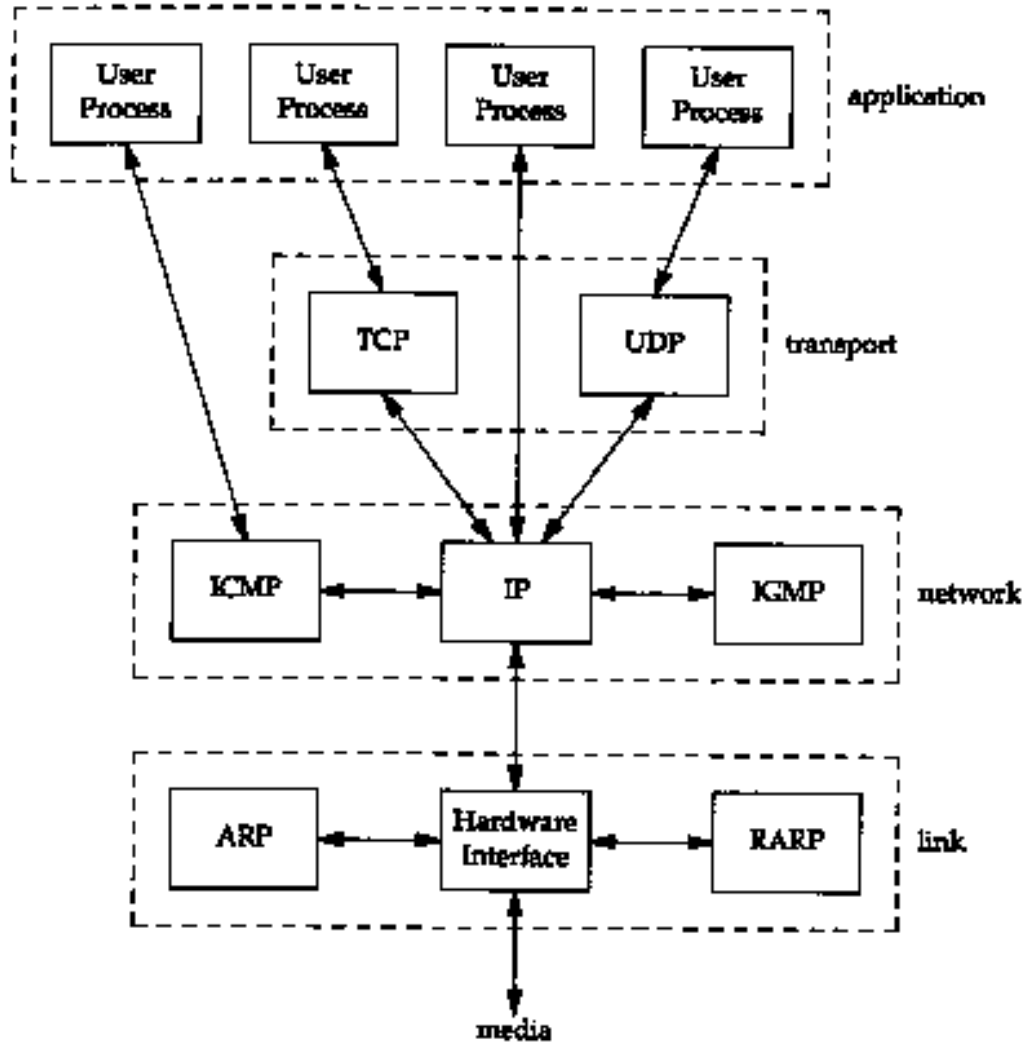 User
Process
User
Process
User
Process
User
Process
application
TCP
UDP
transport
ICMP
IP
IGMP
network
ARP
Hardware
Interface
RARP
link
media